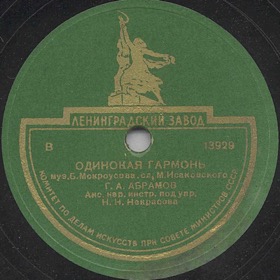 ЛЕНИНГРАДСКИЙ ЗАВОД
В 13929
ОДИНОКАЯ ГАРМОНЬ
муз. Б. Мокроусова, сл. М. Исаковского
Г. А. АБРАМОВ
Анс. нар. инстр. под упр.
Н. Н. Некрасова
КОМИТЕТ ПО ДЕЛАМ ИСКУССТВ ПРИ СОВЕТЕ МИНИСТРОВ СССР